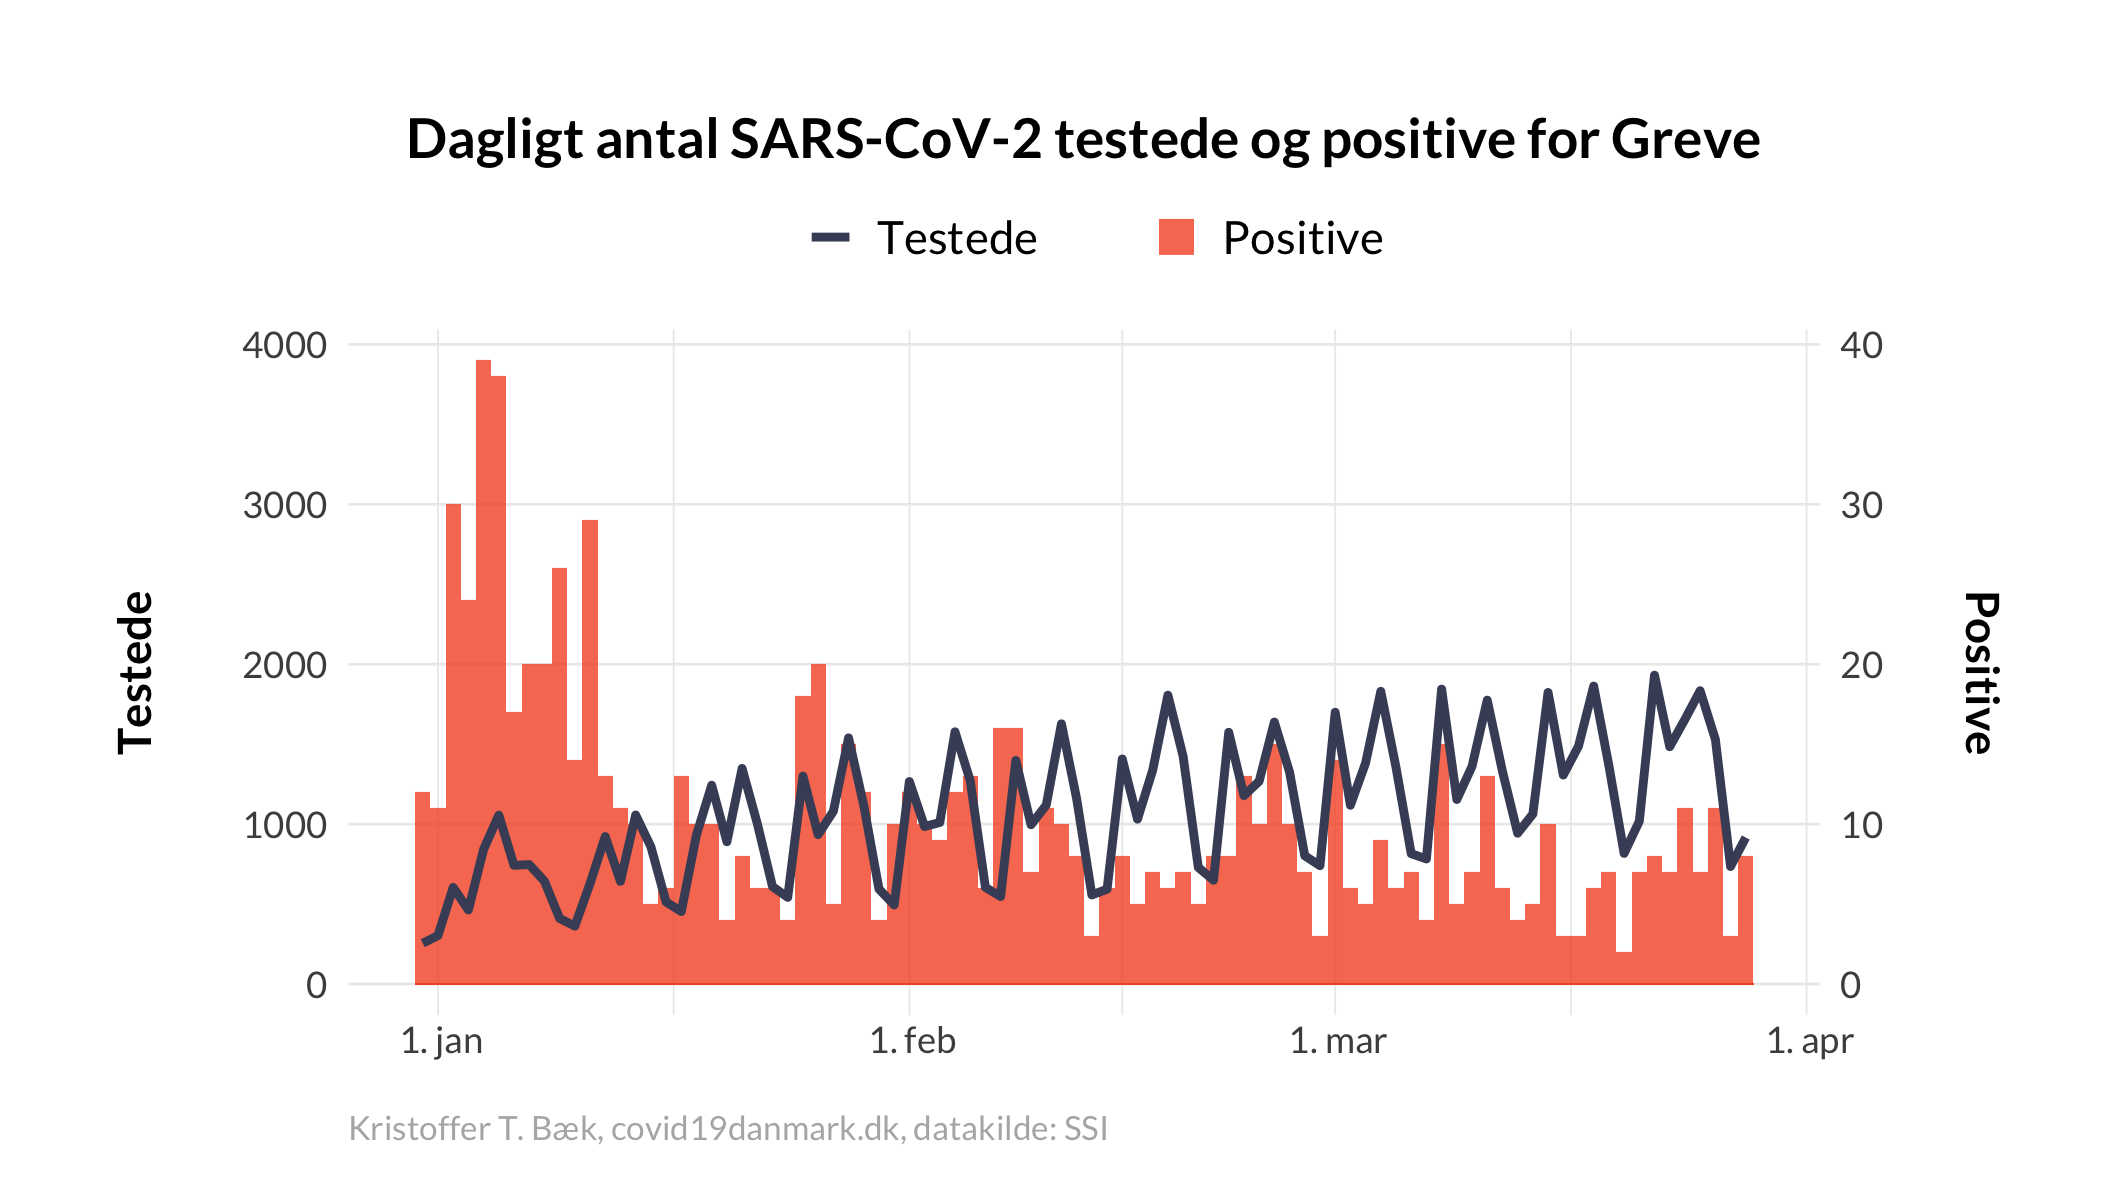 Dagligt antal SARS-CoV-2 testede og positive for Greve
Testede
Positive
4000
3000
2000
1000
0
Testede
40
30
20
10
0
Positive
1. jan
1. feb
1. mar
1. apr
Kristoffer T. Bæk, covid19danmark.dk, datakilde: SSI